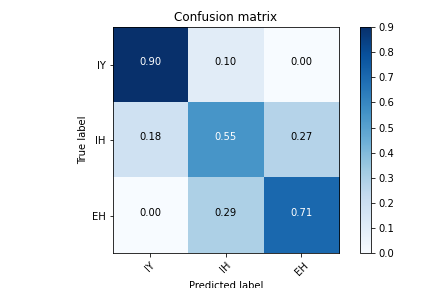 Confusion matrix
True label
IY 0.90 0.10 0.00
IH 0.18 0.55 0.27
EH 0.00 0.29 0.71
IY IH EH
Predicted label
0.9
0.8
0.7
0.6
0.5
0.4
0.3
0.2
0.1
0.0